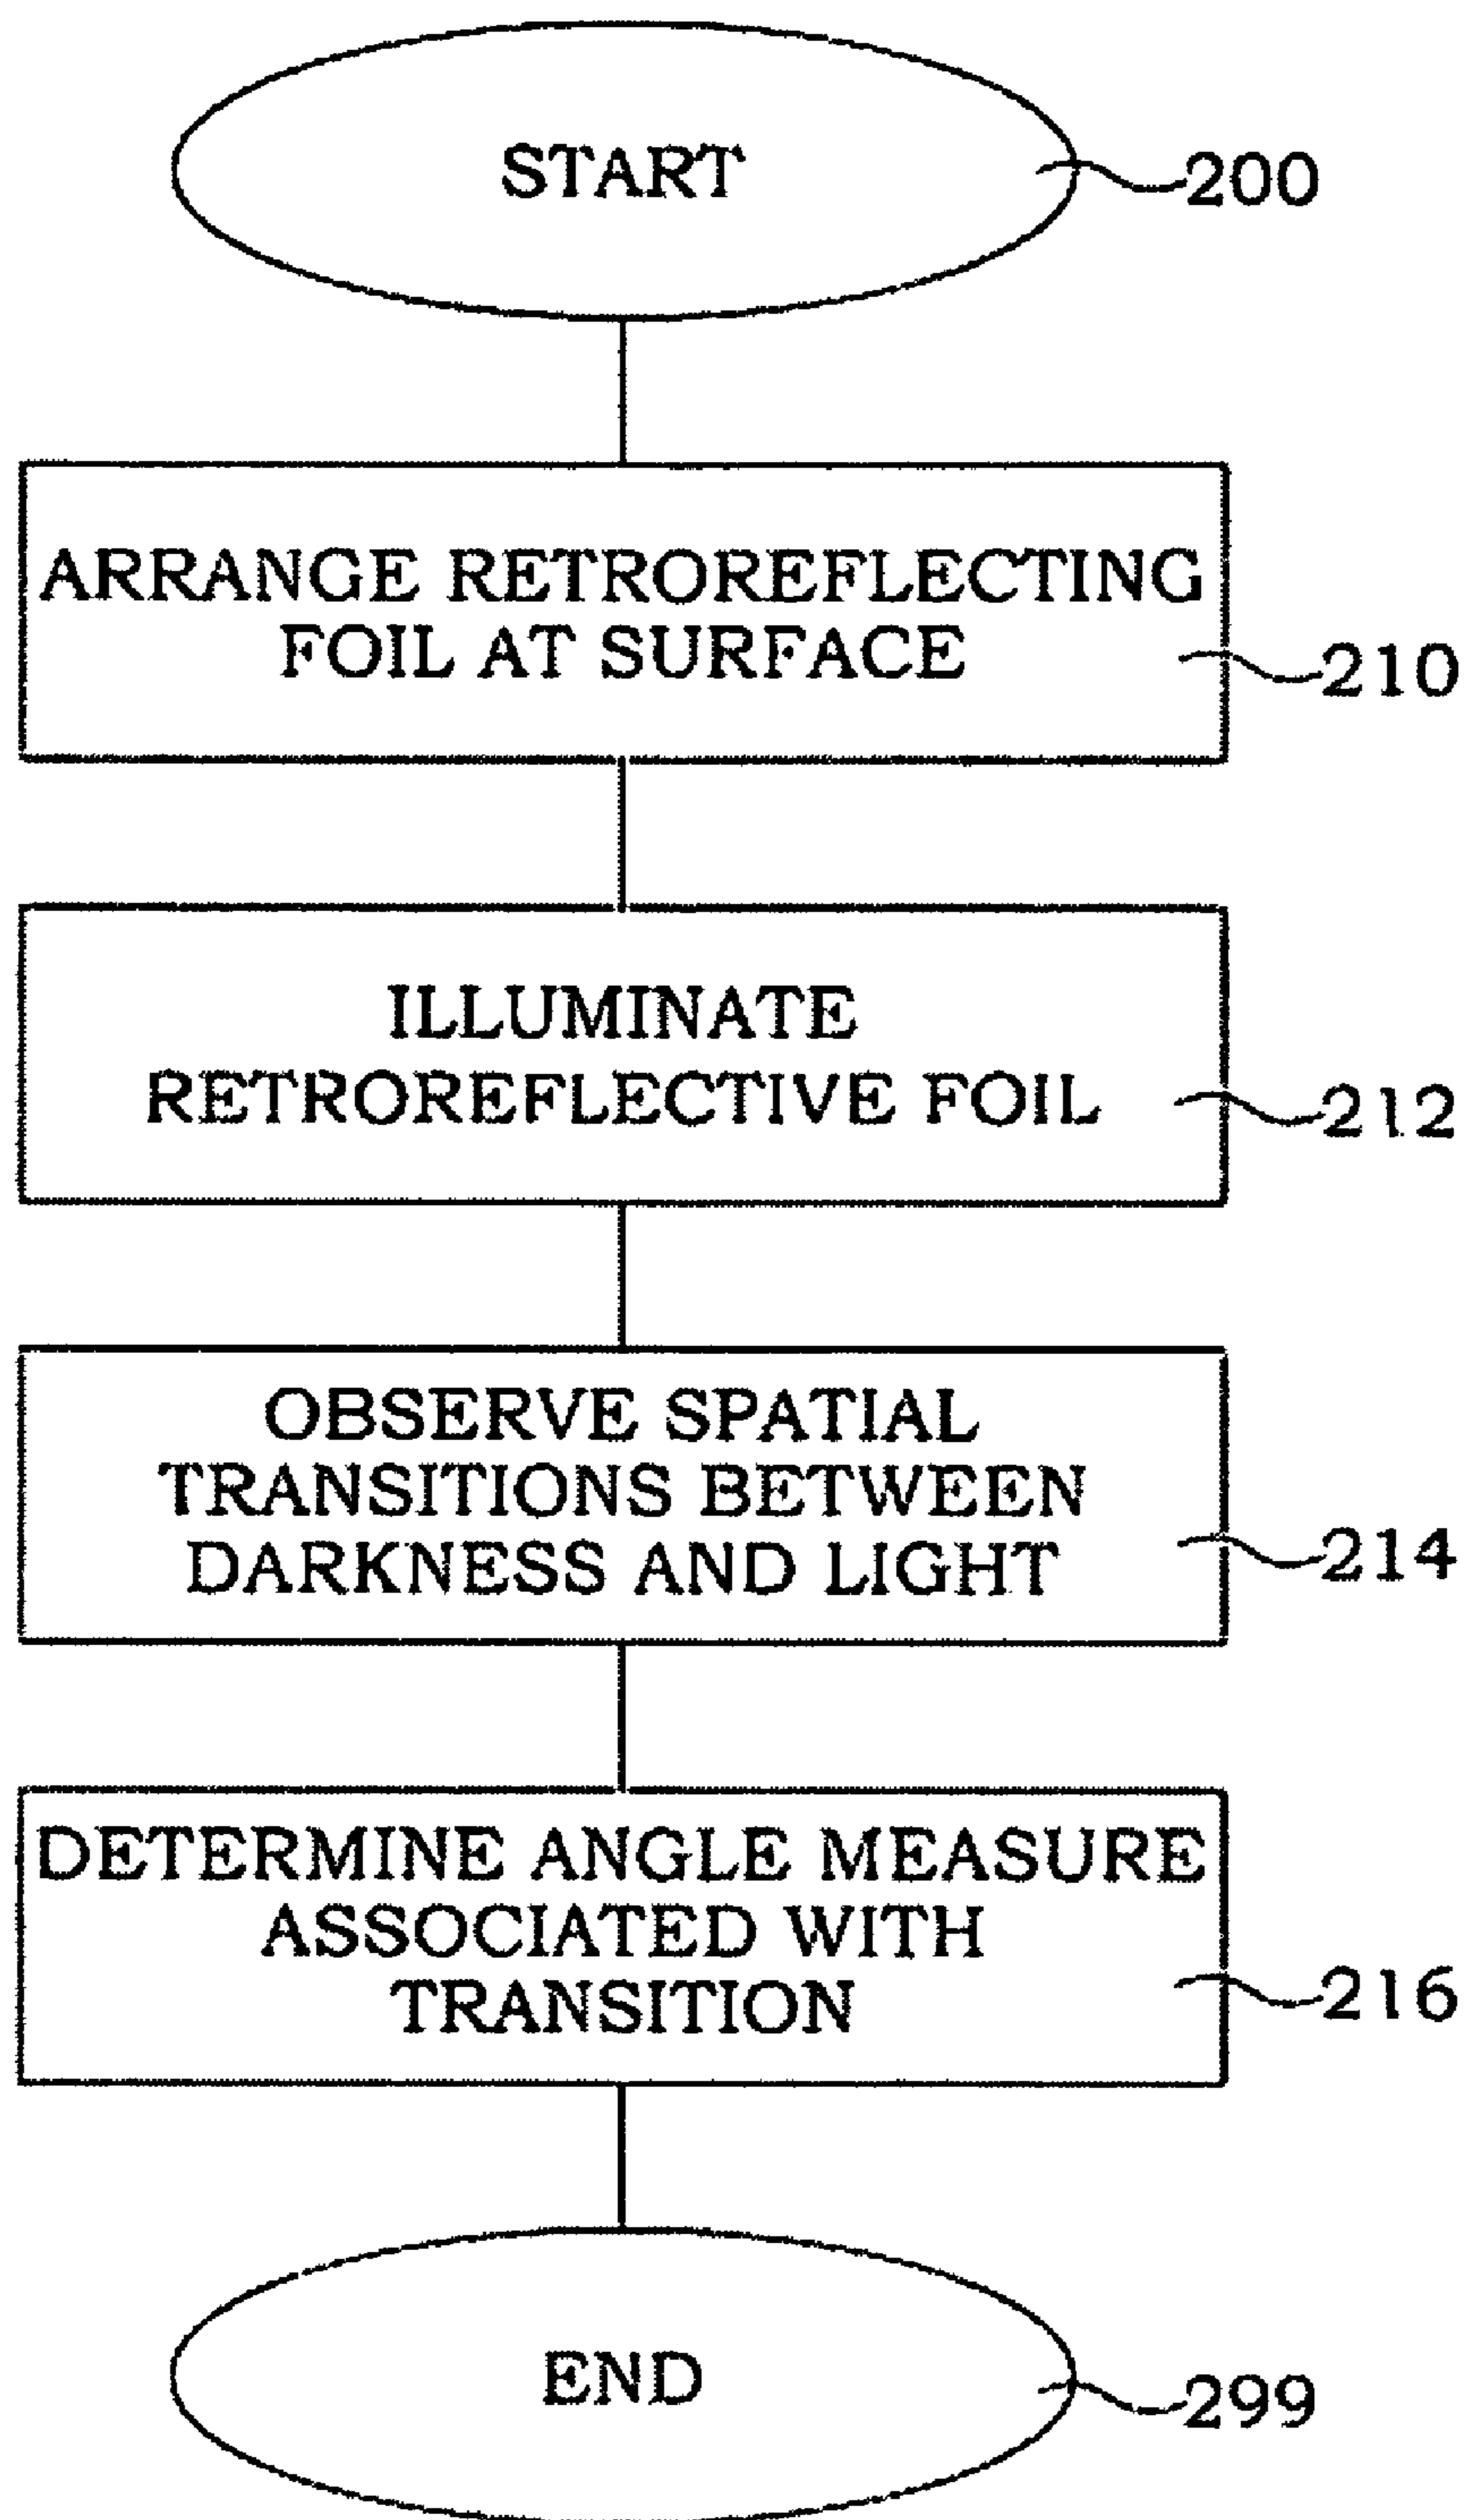 START
200
ARRANGE RETROREFLECTING
FOIL AT SURFACE
210
ILLUMINATE
RETROREFLECTIVE FOIL
212
OBSERVE SPATIAL
TRANSITIONS BETWEEN
DARKNESS AND LIGHT
214
DETERMINE ANGLE MEASURE
ASSOCIATED WITH
TRANSITION
216
END
299